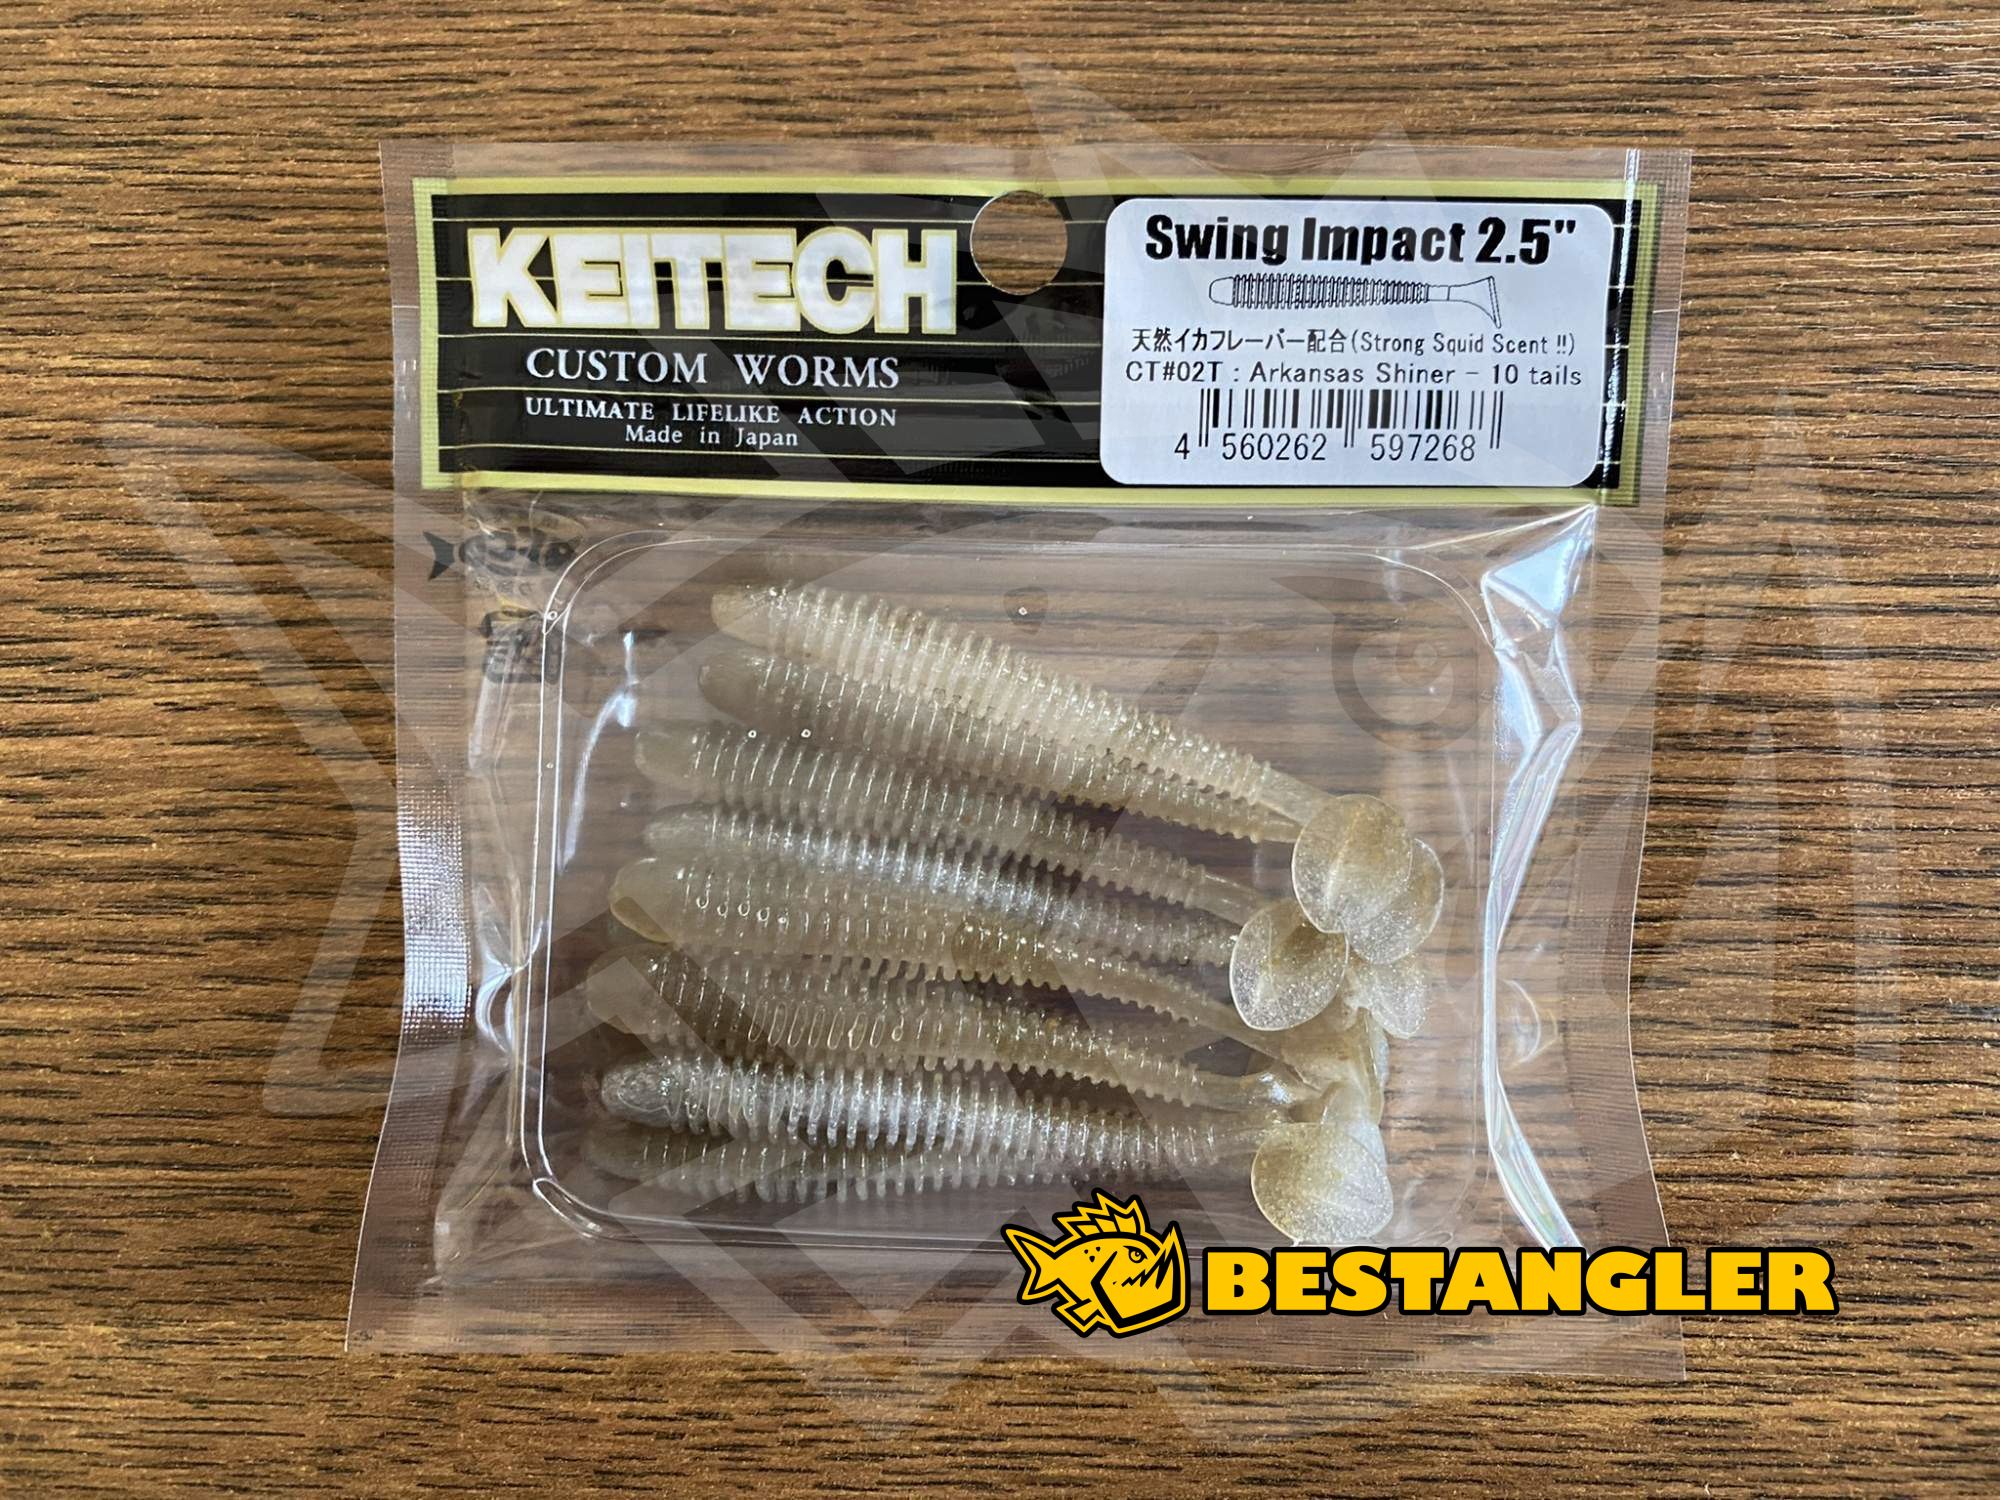 KEITECH
CUSTOM WORMS
ULTIMATE LIFELIKE ACTION
Made in Japan
Swing Impact 2.5"
天然イカフレーバー配合(Strong Squid Scent !!)
CT#02T : Arkansas Shiner - 10 tails
4 560262 597268
BESTANGLER